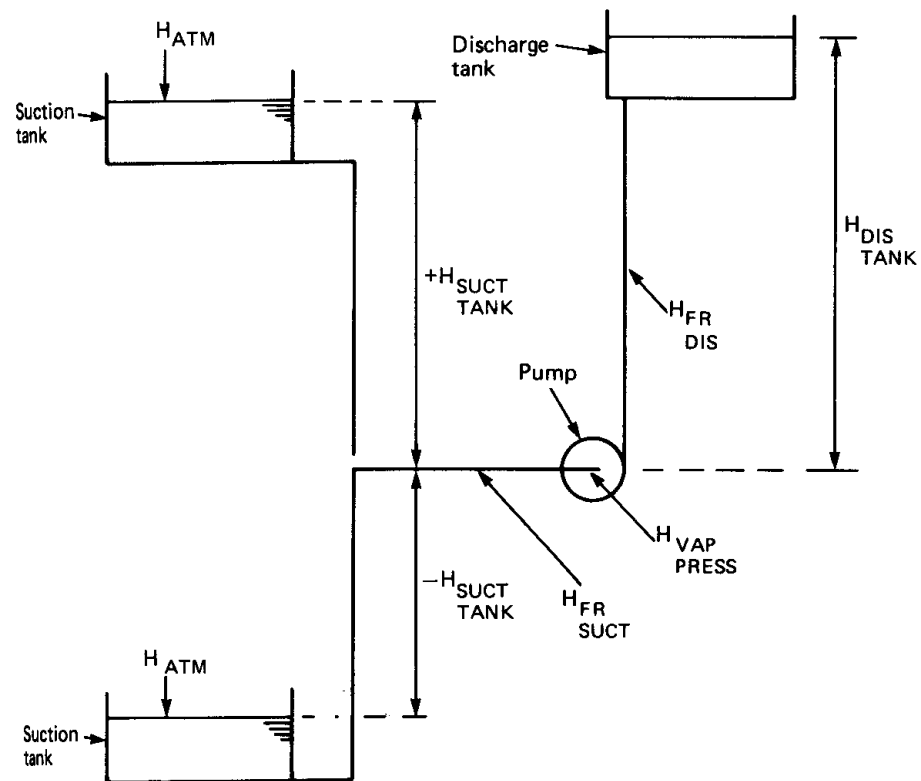 H ATM
Suction
tank
Discharge
tank
+H SUCT
TANK
H DIS
TANK
H FR
DIS
Pump
H VAP
PRESS
−H SUCT
TANK
H FR
SUCT
H ATM
Suction
tank